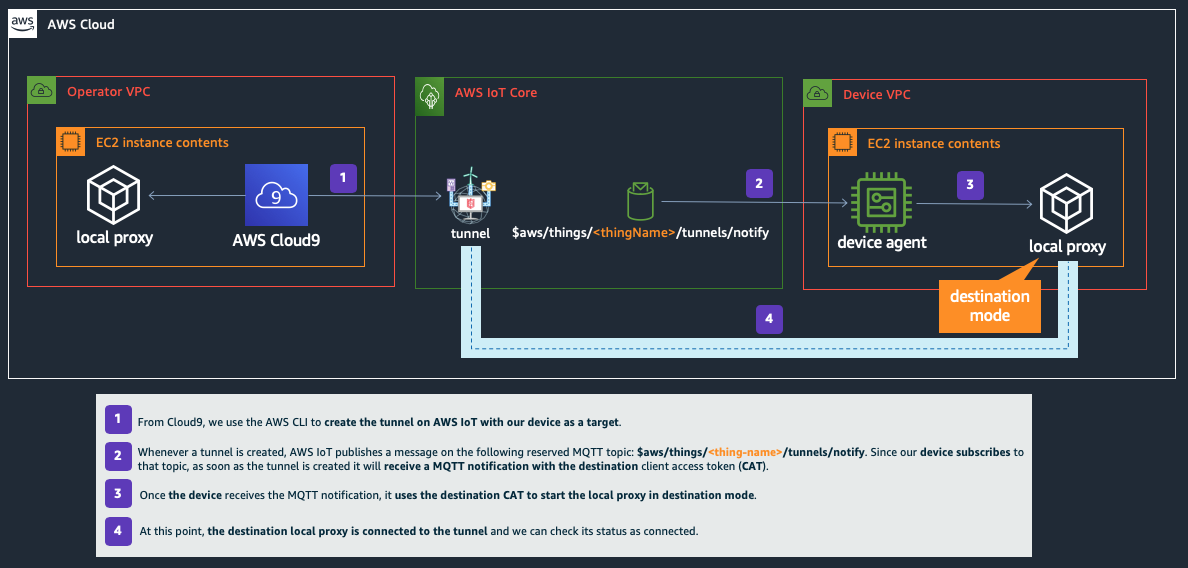 aws
AWS Cloud
Operator VPC
AWS IoT Core
Device VPC
EC2 instance contents
EC2 instance contents
1
9
2
3
local proxy
AWS Cloud9
tunnel
$aws/things/<thingName>/tunnels/notify
device agent
local proxy
destination
mode
4
1 From Cloud9, we use the AWS CLI to create the tunnel on AWS IoT with our device as a target.
2 Whenever a tunnel is created, AWS IoT publishes a message on the following reserved MQTT topic: $aws/things/<thing-name>/tunnels/notify. Since our device subscribes to
that topic, as soon as the tunnel is created it will receive a MQTT notification with the destination client access token (CAT).
3 Once the device receives the MQTT notification, it uses the destination CAT to start the local proxy in destination mode.
4 At this point, the destination local proxy is connected to the tunnel and we can check its status as connected.